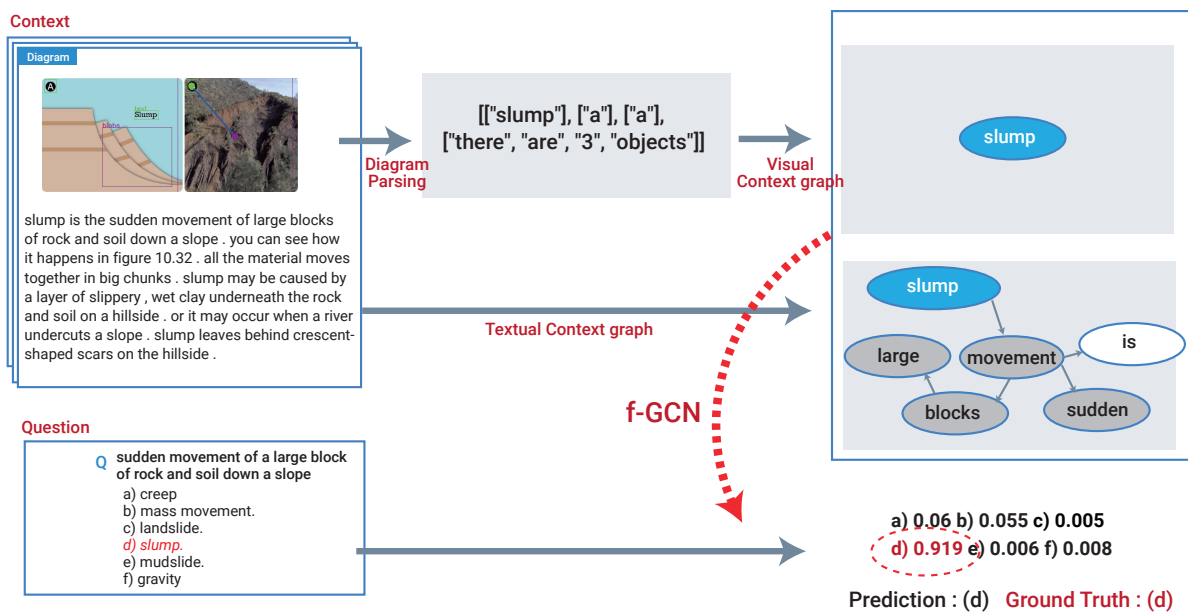 Context
Diagram
A
text
Slump
blobs
slump is the sudden movement of large blocks
of rock and soil down a slope . you can see how
it happens in figure 10.32 . all the material moves
together in big chunks . slump may be caused by
a layer of slippery , wet clay underneath the rock
and soil on a hillside . or it may occur when a river
undercuts a slope . slump leaves behind crescent-
shaped scars on the hillside .
Diagram
Parsing
[["slump"], ["a"], ["a"],
["there", "are", "3", "objects"]]
Visual
Context graph
slump
Textual Context graph
slump
large
movement
is
blocks
sudden
f-GCN
Question
Q
sudden movement of a large block
of rock and soil down a slope
a) creep
b) mass movement.
c) landslide.
d) slump.
e) mudslide.
f) gravity
a) 0.06 b) 0.055 c) 0.005
d) 0.919 e) 0.006 f) 0.008
Prediction : (d) Ground Truth : (d)